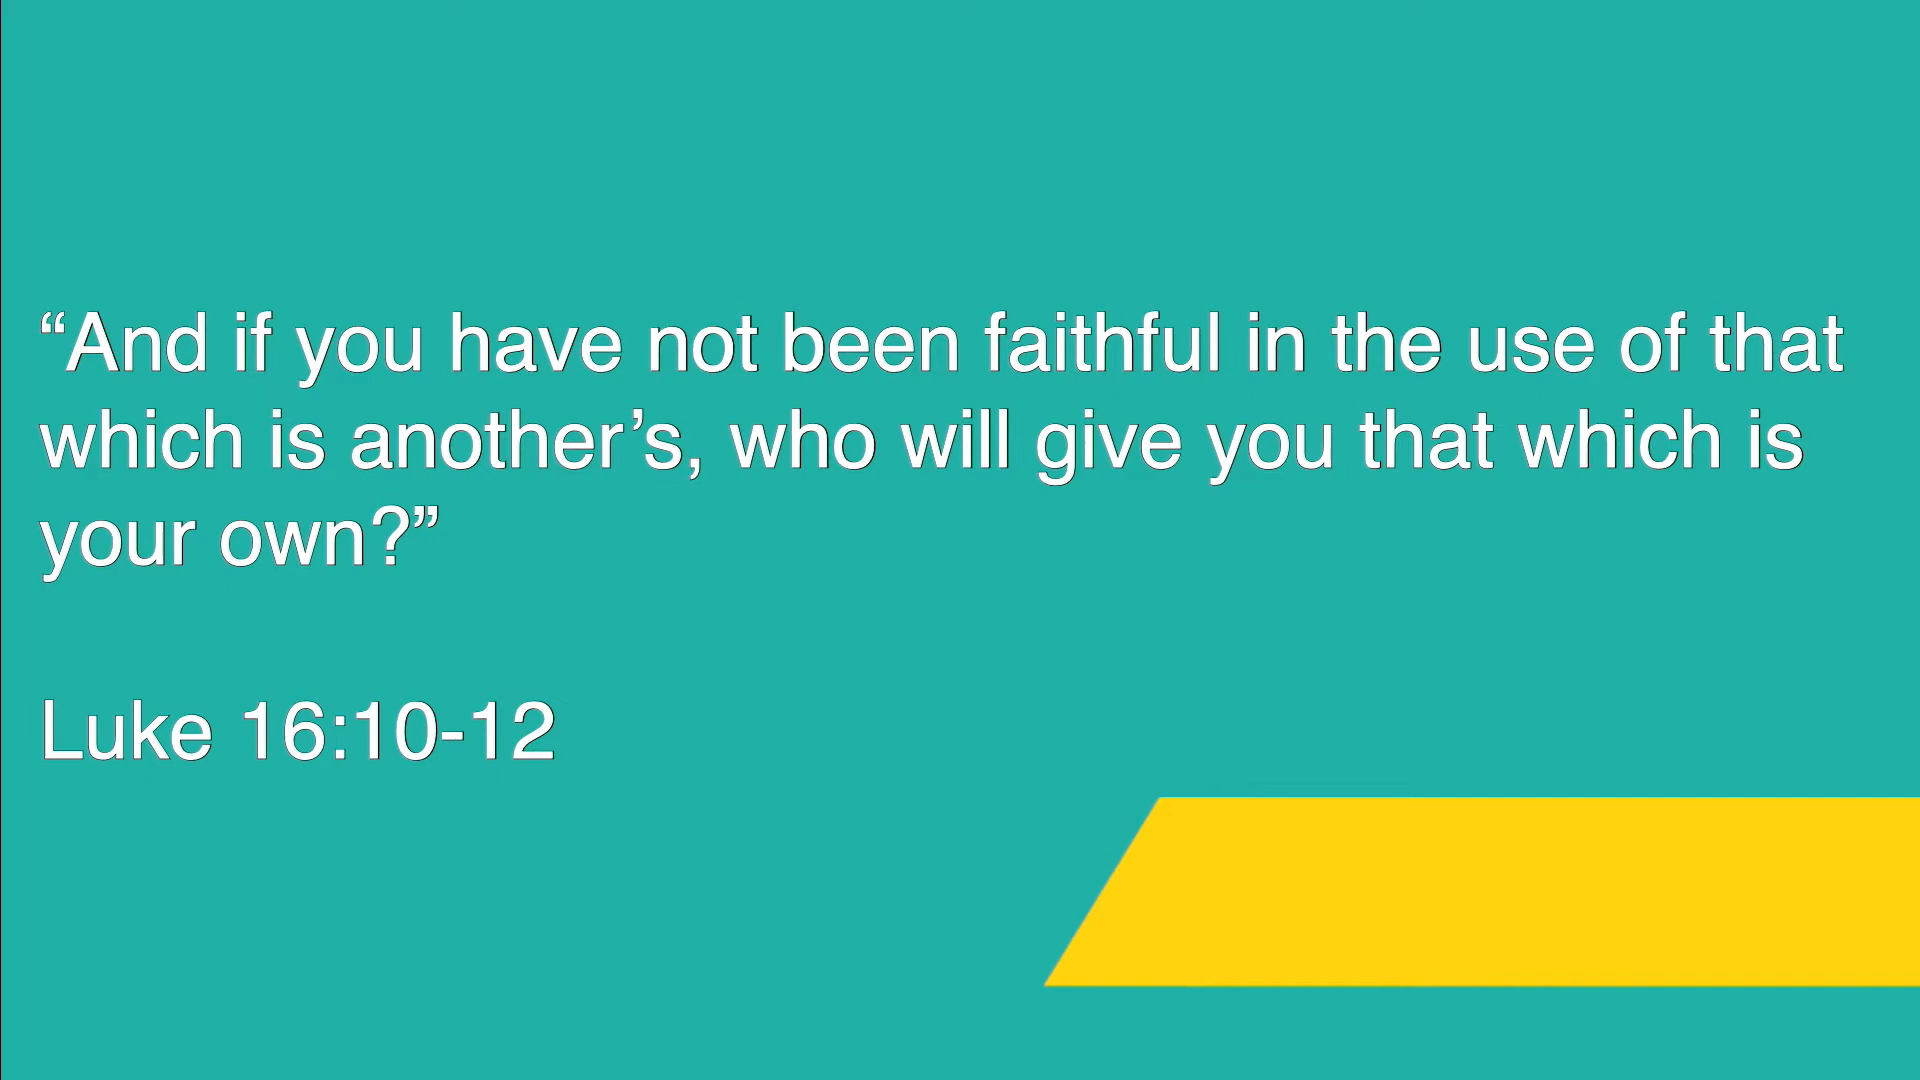 “And if you have not been faithful in the use of that
which is another’s, who will give you that which is
your own?”
Luke 16:10-12